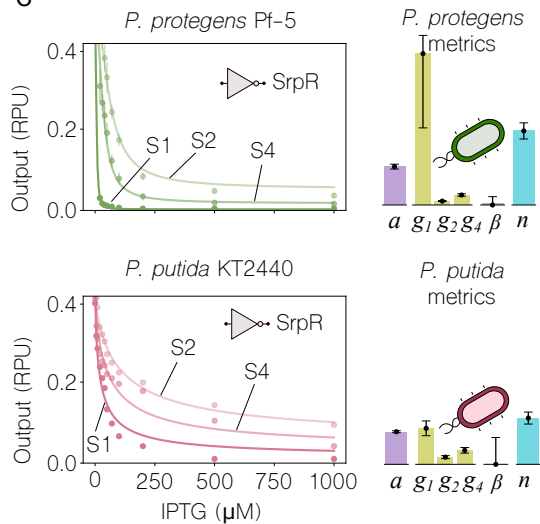 P. protegens Pf-5
P. protegens
metrics
0.4
0.2
0.0
Output (RPU)
SrpR
S1
S2
S4
a g1 g2 g4 β n
P. putida KT2440
P. putida
metrics
0.4
0.2
0.0
Output (RPU)
SrpR
S2
S4
S1
0 250 500 750 1000
IPTG (μM)
a g1 g2 g4 β n